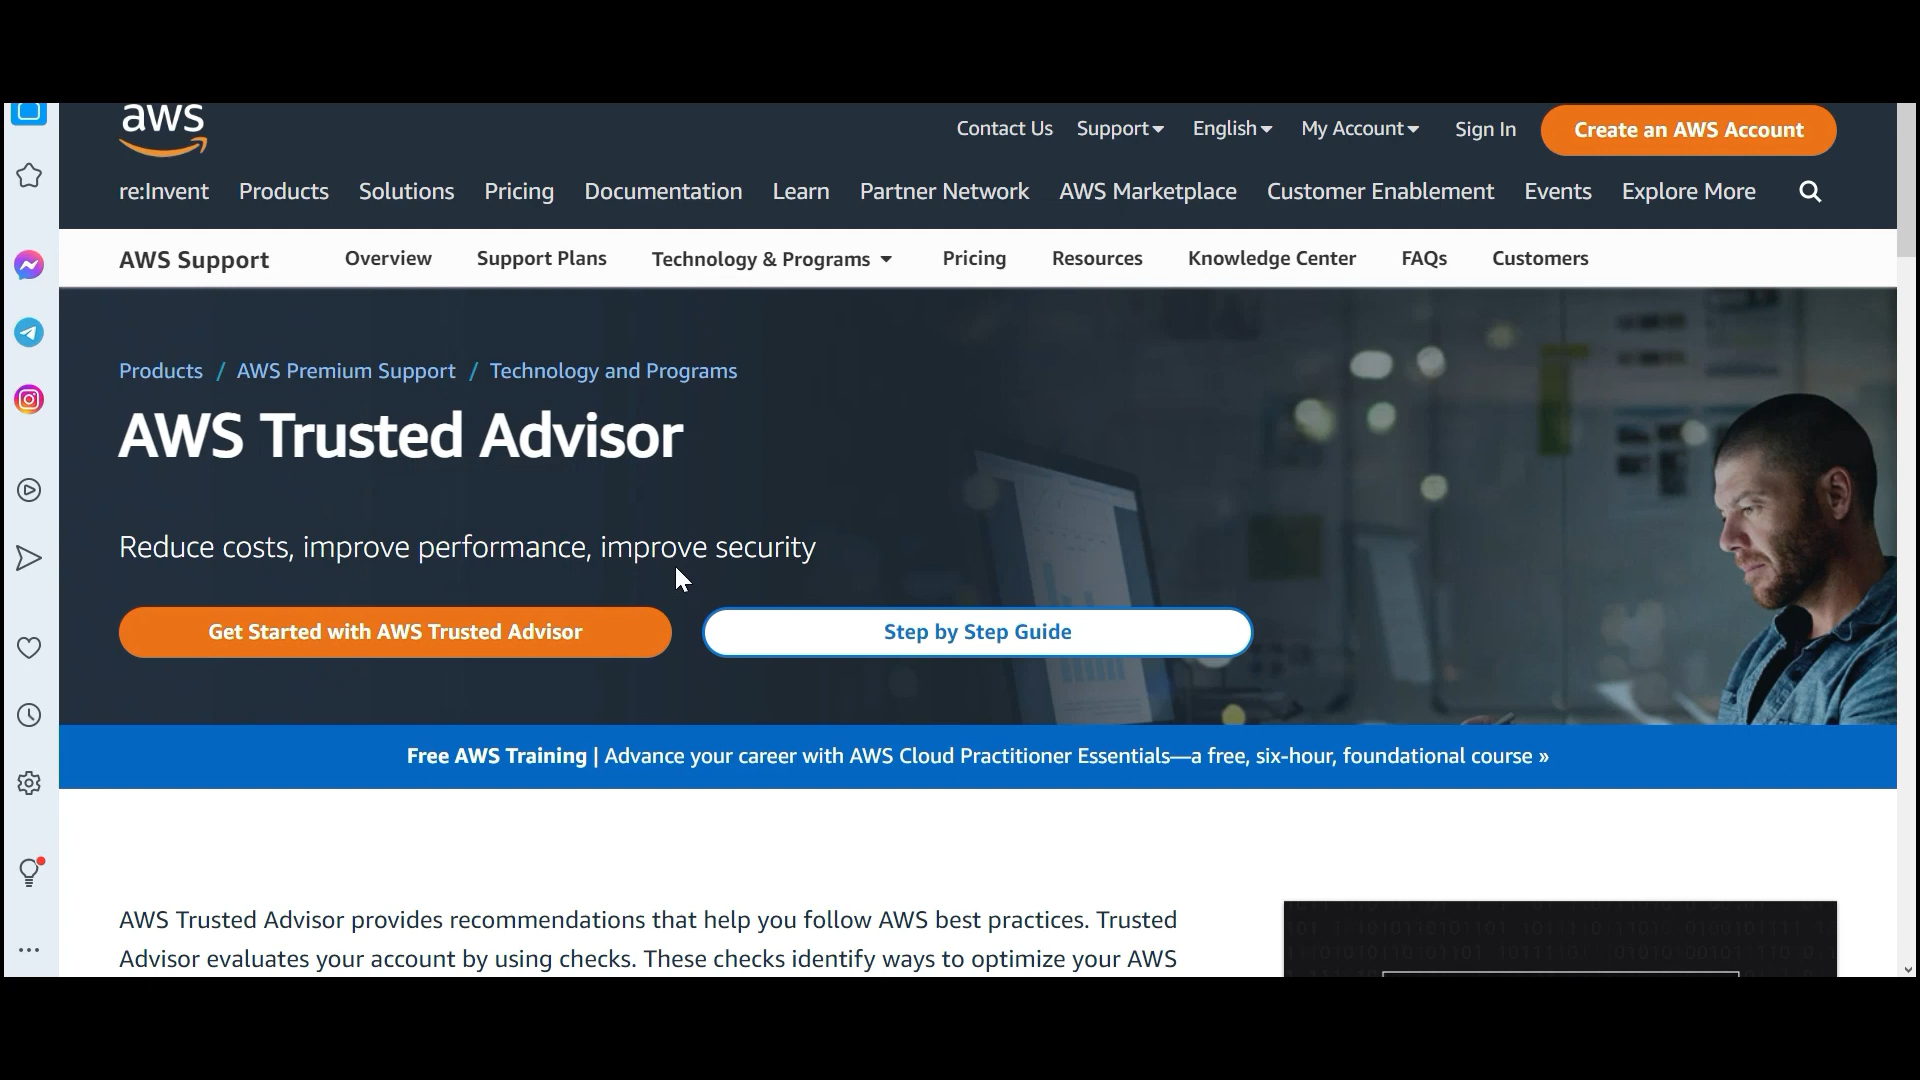 aws
Contact Us Support English My Account Sign In Create an AWS Account
re:Invent Products Solutions Pricing Documentation Learn Partner Network AWS Marketplace Customer Enablement Events Explore More
AWS Support Overview Support Plans Technology & Programs Pricing Resources Knowledge Center FAQs Customers
Products / AWS Premium Support / Technology and Programs
AWS Trusted Advisor
Reduce costs, improve performance, improve security
Get Started with AWS Trusted Advisor Step by Step Guide
Free AWS Training | Advance your career with AWS Cloud Practitioner Essentials—a free, six-hour, foundational course »
AWS Trusted Advisor provides recommendations that help you follow AWS best practices. Trusted
Advisor evaluates your account by using checks. These checks identify ways to optimize your AWS